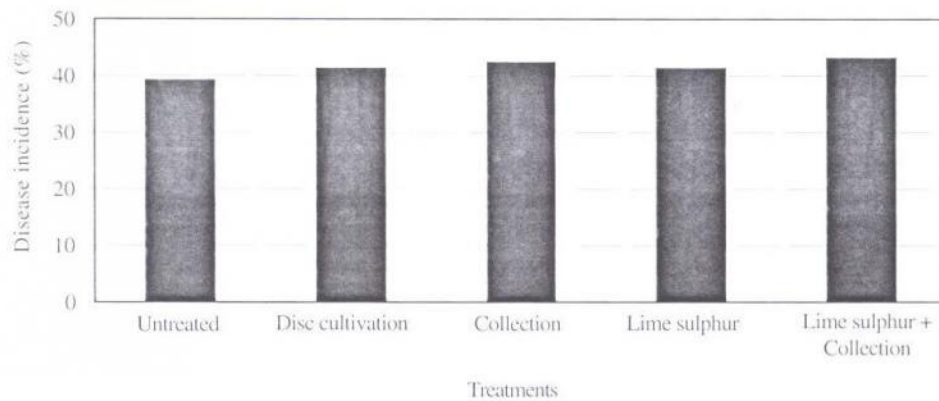 50
40
30
20
10
0
Disease incidence (%)
Untreated
Disc cultivation
Collection
Lime sulphur
Lime sulphur +
Collection
Treatments